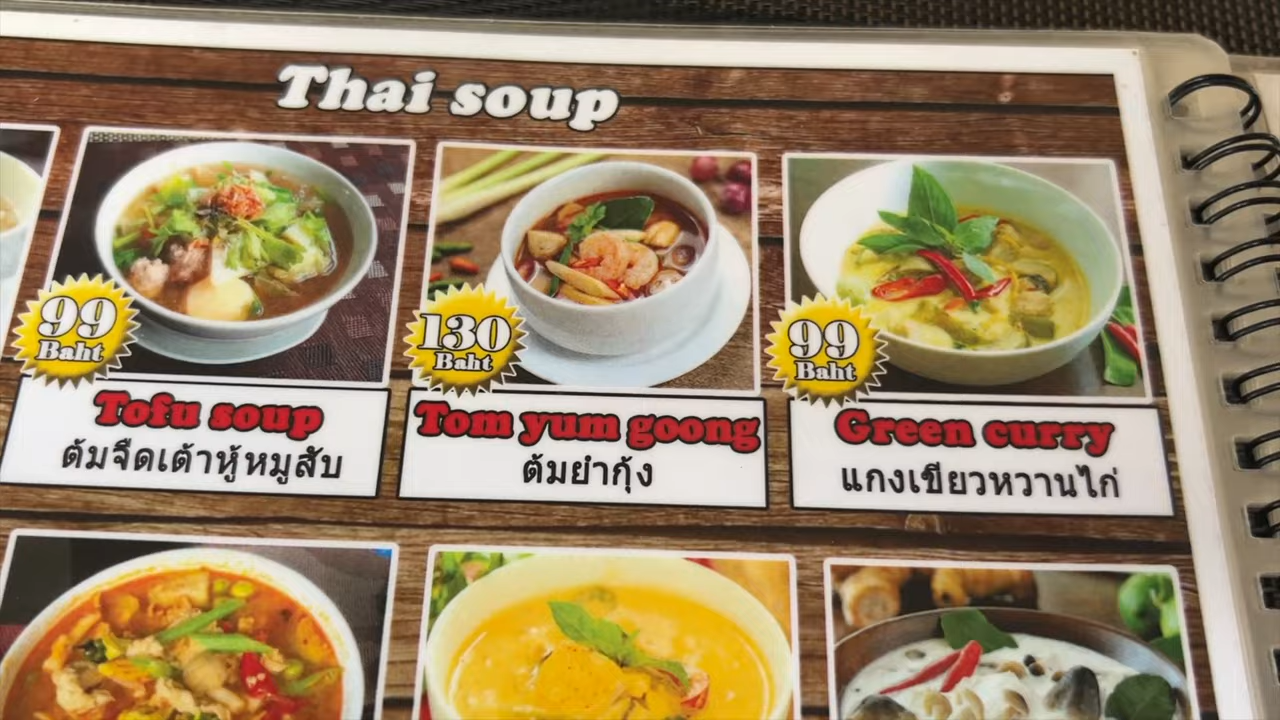 Thai soup
99
Baht
Tofu soup
ต้มจืดเต้าหู้หมูสับ
130
Baht
Tom yum goong
ต้มยำกุ้ง
99
Baht
Green curry
แกงเขียวหวานไก่